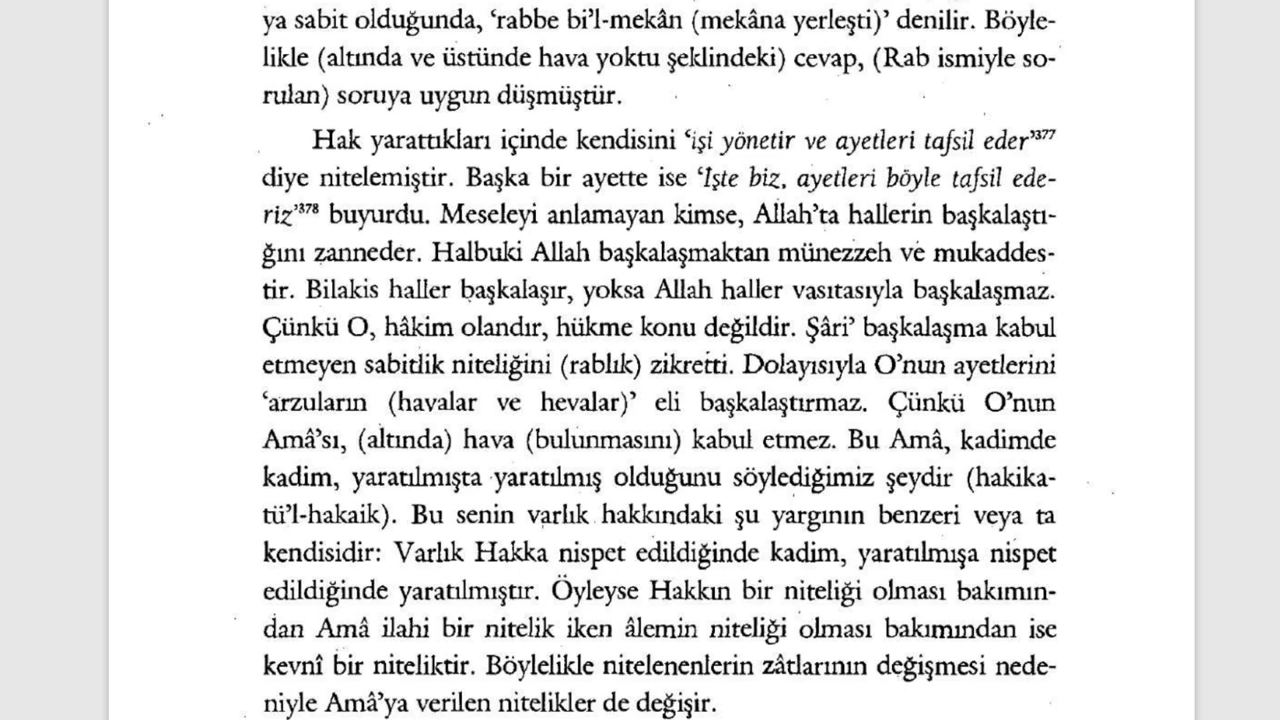 ya sabit olduğunda, ‘rabbe bi’l-mekân (mekâna yerleşti)’ denilir. Böyle-
likle (altında ve üstünde hava yoktu şeklindeki) cevap, (Rab ismiyle so-
rulan) soruya uygun düşmüştür.
Hak yarattıkları içinde kendisini ‘işi yönetir ve ayetleri tafsil eder’³⁷⁷
diye nitelemiştir. Başka bir ayette ise ‘İşte biz, ayetleri böyle tafsil ede-
riz’³⁷⁸ buyurdu. Meseleyi anlamayan kimse, Allah’ta hallerin başkalaştı-
ğını zanneder. Halbuki Allah başkalaşmaktan münezzeh ve mukaddes-
tir. Bilakis haller başkalaşır, yoksa Allah haller vasıtasıyla başkalaşmaz.
Çünkü O, hâkim olandır, hükme konu değildir. Şâri’ başkalaşma kabul
etmeyen sabitlik niteliğini (rablık) zikretti. Dolayısıyla O’nun ayetlerini
‘arzuların (havalar ve hevalar)’ eli başkalaştırmaz. Çünkü O’nun
Amâ’sı, (altında) hava (bulunmasını) kabul etmez. Bu Amâ, kadimde
kadim, yaratılmışta yaratılmış olduğunu söylediğimiz şeydir (hakika-
tü’l-hakaik). Bu senin varlık hakkındaki şu yargının benzeri veya ta
kendisidir: Varlık Hakka nispet edildiğinde kadim, yaratılmışa nispet
edildiğinde yaratılmıştır. Öyleyse Hakkın bir niteliği olması bakımın-
dan Amâ ilahi bir nitelik iken âlemin niteliği olması bakımından ise
kevnî bir niteliktir. Böylelikle nitelenenlerin zâtlarının değişmesi nede-
niyle Amâ’ya verilen nitelikler de değişir.